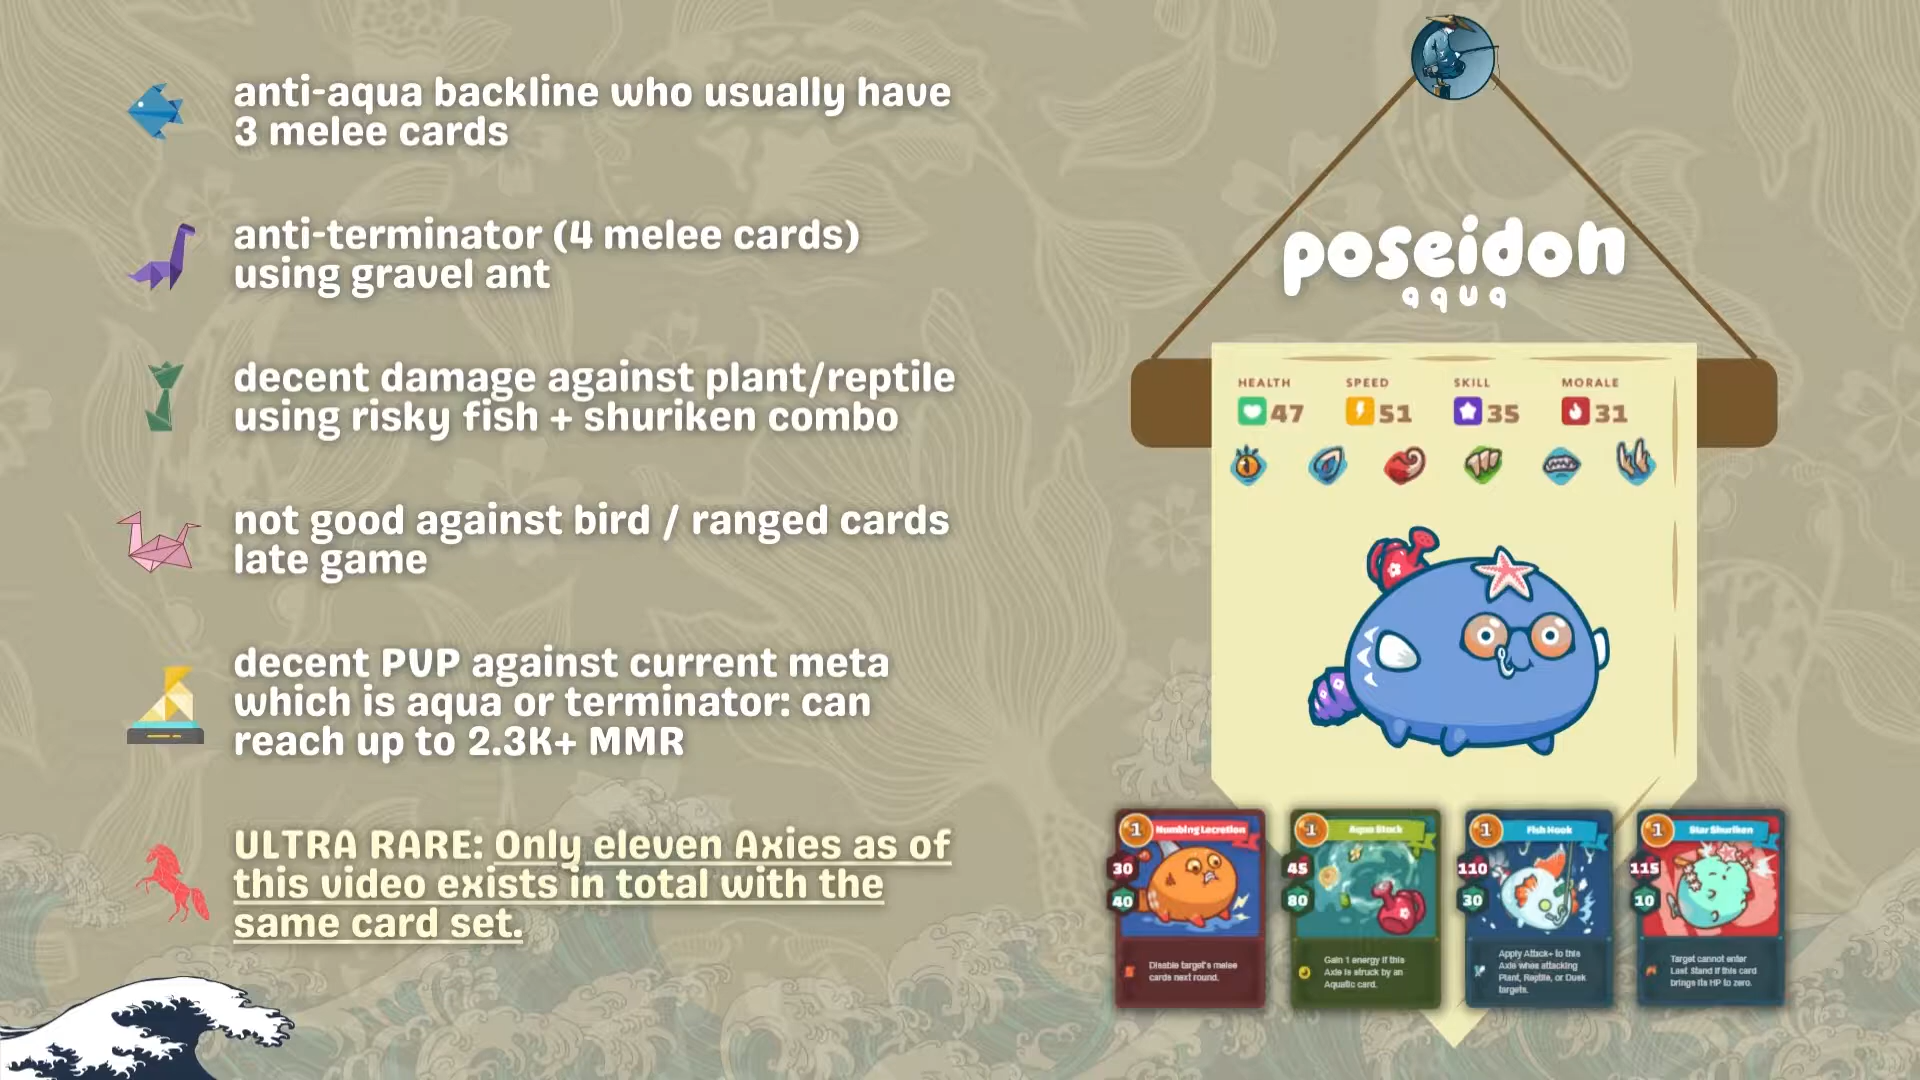 anti-aqua backline who usually have
3 melee cards
anti-terminator (4 melee cards)
using gravel ant
decent damage against plant/reptile
using risky fish + shuriken combo
not good against bird / ranged cards
late game
decent PVP against current meta
which is aqua or terminator: can
reach up to 2.3K+ MMR
ULTRA RARE: Only eleven Axies as of
this video exists in total with the
same card set.
poseidon
aqua
HEALTH SPEED SKILL MORALE
47 51 35 31
1 Numbing Lecretion
30
40
Disable target's melee
cards next round.
1 Aqua Stock
45
80
Gain 1 energy if this
Axie is struck by an
Aquatic card.
1 Fish Hook
110
30
Apply Attack+ to this
Axie when attacking
Plant, Reptile, or Dusk
targets.
1 Star Shuriken
115
10
Target cannot enter
Last Stand if this card
brings its HP to zero.